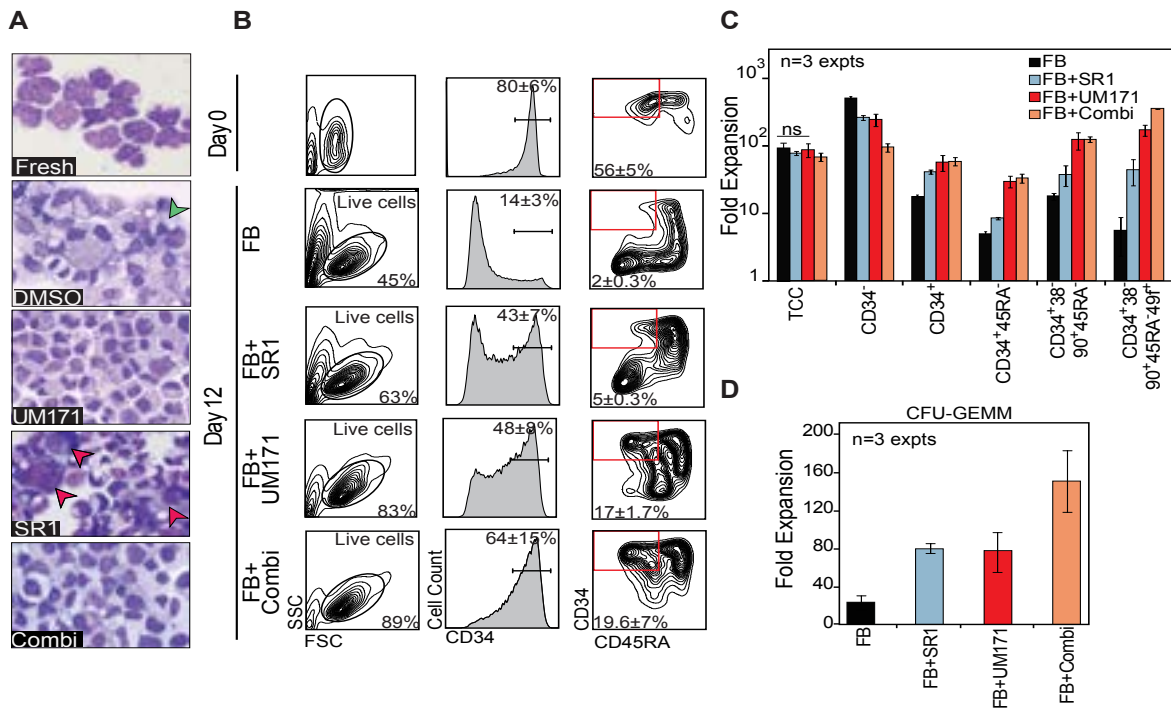 A
Fresh
DMSO
UM171
SR1
Combi
B
Day 0
80±6%
56±5%
Day 12
FB
Live cells
45%
14±3%
2±0.3%
FB+
SR1
Live cells
63%
43±7%
5±0.3%
FB+
UM171
Live cells
83%
48±8%
17±1.7%
FB+
Combi
Live cells
89%
64±15%
19.6±7%
SSC
FSC
Cell Count
CD34
CD34
CD45RA
C
n=3 expts
FB
FB+SR1
FB+UM171
FB+Combi
Fold Expansion
10³
10²
10
1
ns
TCC
CD34⁻
CD34⁺
CD34⁺45RA⁻
CD34⁺38⁻
90⁺45RA⁻
CD34⁺38⁻
90⁺45RA⁻49f⁺
D
CFU-GEMM
n=3 expts
Fold Expansion
200
160
120
80
40
0
FB
FB+SR1
FB+UM171
FB+Combi